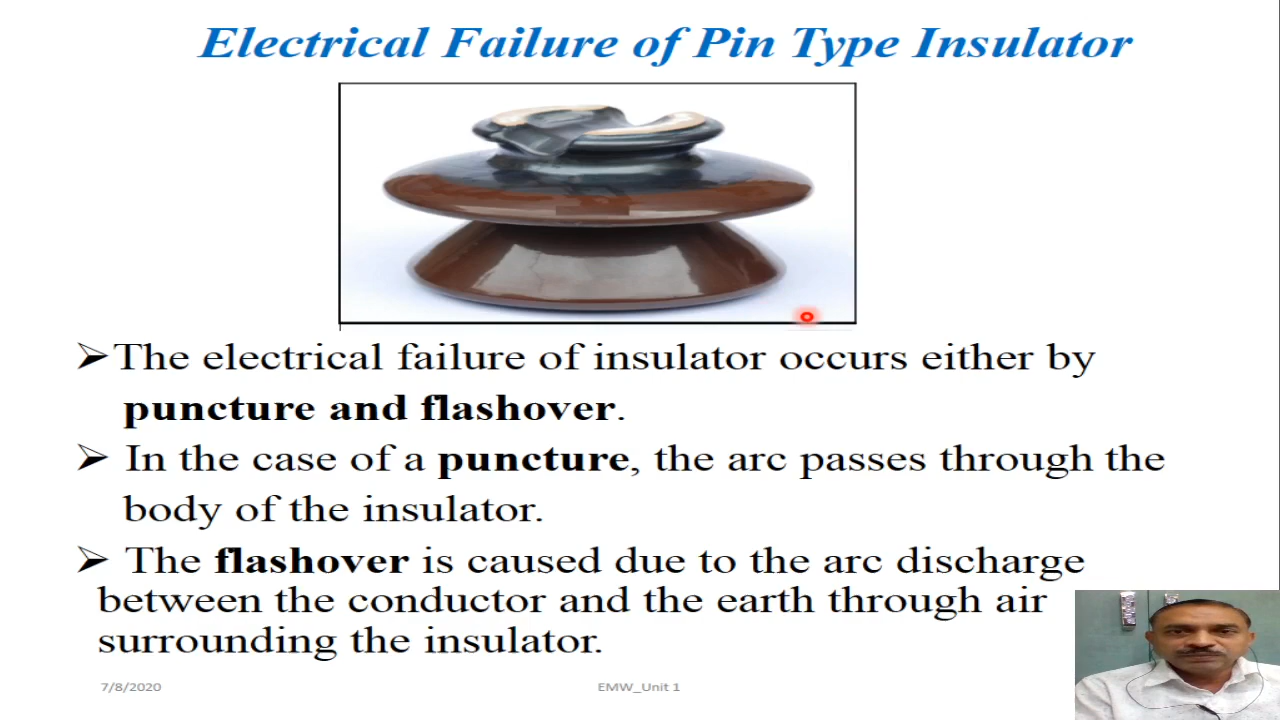 Electrical Failure of Pin Type Insulator
➢The electrical failure of insulator occurs either by
puncture and flashover.
➢ In the case of a puncture, the arc passes through the
body of the insulator.
➢ The flashover is caused due to the arc discharge
between the conductor and the earth through air
surrounding the insulator.
7/8/2020
EMW_Unit 1